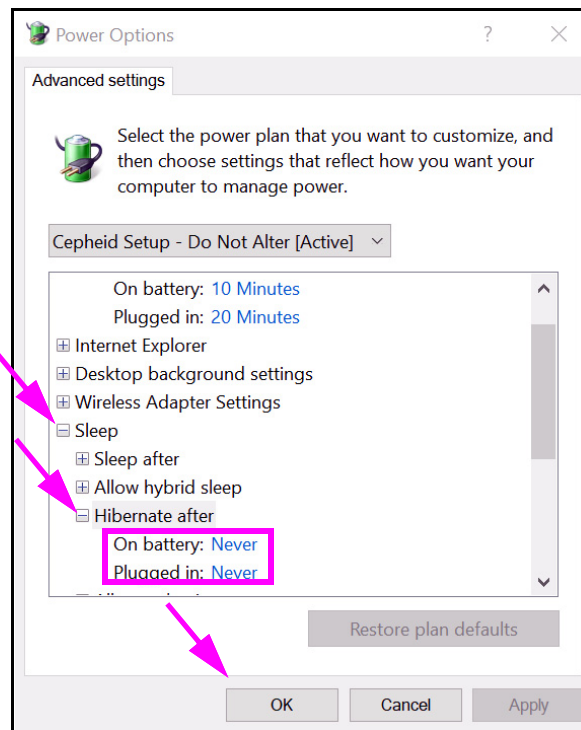 Power Options
?
Advanced settings
Select the power plan that you want to customize, and
then choose settings that reflect how you want your
computer to manage power.
Cepheid Setup - Do Not Alter [Active]
On battery: 10 Minutes
Plugged in: 20 Minutes
Internet Explorer
Desktop background settings
Wireless Adapter Settings
Sleep
Sleep after
Allow hybrid sleep
Hibernate after
On battery: Never
Plugged in: Never
Restore plan defaults
OK Cancel Apply